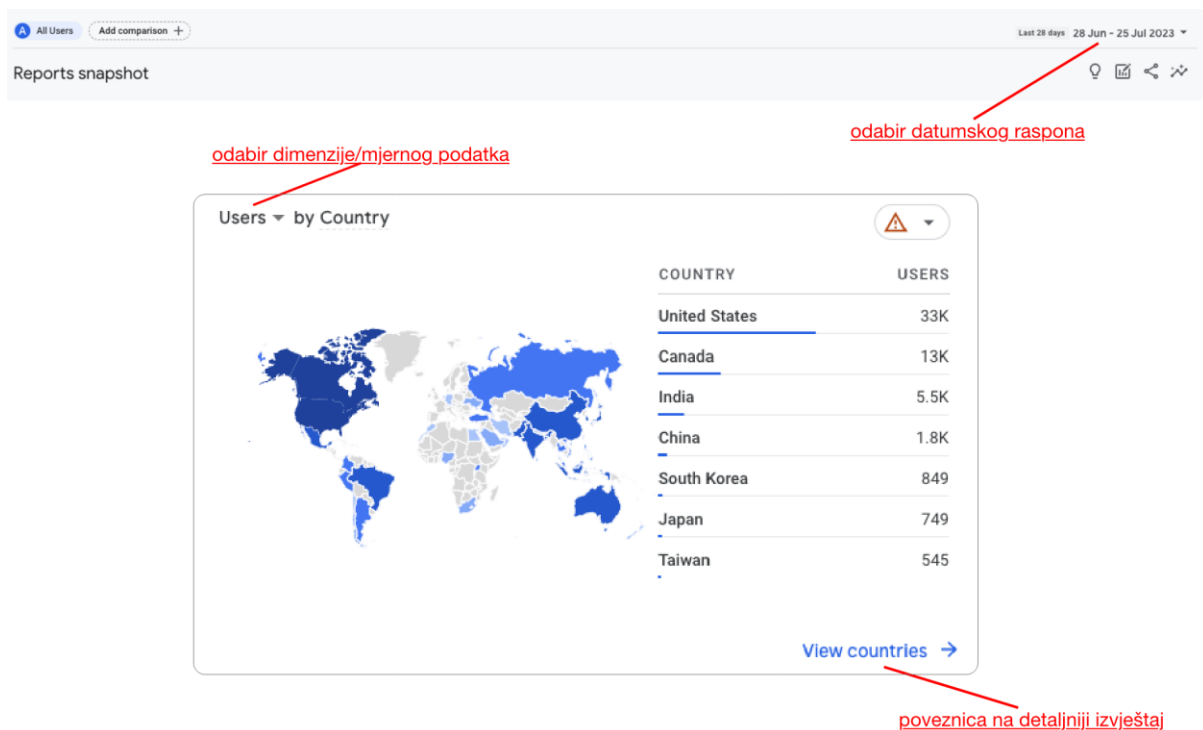 A All Users Add comparison +
Last 28 days 28 Jun - 25 Jul 2023
Reports snapshot
odabir datumskog raspona
odabir dimenzije/mjernog podatka
Users by Country
COUNTRY USERS
United States 33K
Canada 13K
India 5.5K
China 1.8K
South Korea 849
Japan 749
Taiwan 545
View countries
poveznica na detaljniji izvještaj